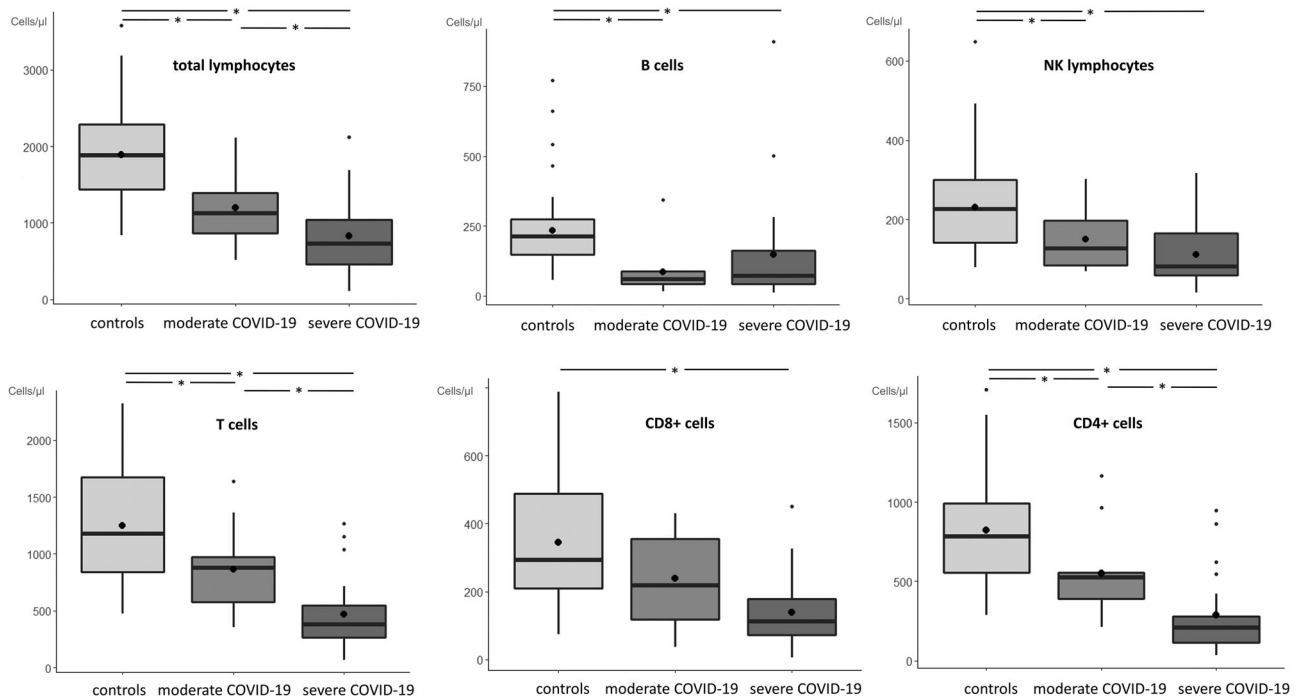 Cells/µl
* *
*
total lymphocytes
3000
2000
1000
0
controls moderate COVID-19 severe COVID-19
*
*
B cells
Cells/µl
750
500
250
0
controls moderate COVID-19 severe COVID-19
*
*
NK lymphocytes
Cells/µl
600
400
200
0
controls moderate COVID-19 severe COVID-19
*
* *
Cells/µl
T cells
2000
1500
1000
500
0
controls moderate COVID-19 severe COVID-19
*
Cells/µl
CD8+ cells
600
400
200
0
controls moderate COVID-19 severe COVID-19
*
* *
Cells/µl
CD4+ cells
1500
1000
500
0
controls moderate COVID-19 severe COVID-19